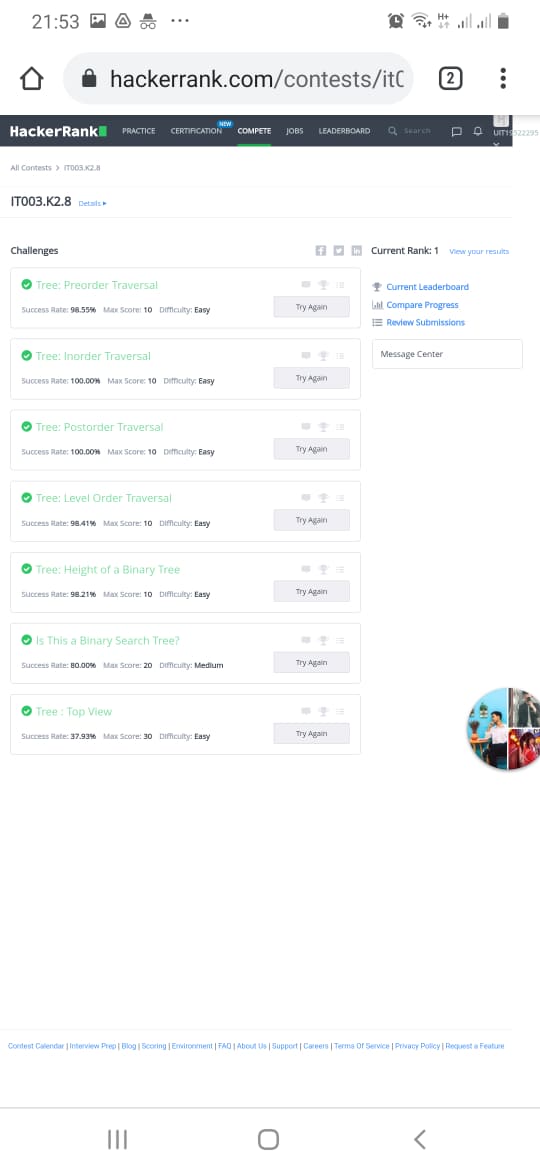 21:53
H+
hackerrank.com/contests/it
2
HackerRank
PRACTICE
CERTIFICATION
NEW
COMPETE
JOBS
LEADERBOARD
Search
All Contests > IT003.K2.8
IT003.K2.8 Details
Challenges
Current Rank: 1 View your results
Tree: Preorder Traversal
Success Rate: 98.55% Max Score: 10 Difficulty: Easy
Try Again
Current Leaderboard
Compare Progress
Review Submissions
Message Center
Tree: Inorder Traversal
Success Rate: 100.00% Max Score: 10 Difficulty: Easy
Try Again
Tree: Postorder Traversal
Success Rate: 100.00% Max Score: 10 Difficulty: Easy
Try Again
Tree: Level Order Traversal
Success Rate: 98.41% Max Score: 10 Difficulty: Easy
Try Again
Tree: Height of a Binary Tree
Success Rate: 98.21% Max Score: 10 Difficulty: Easy
Try Again
Is This a Binary Search Tree?
Success Rate: 80.00% Max Score: 20 Difficulty: Medium
Try Again
Tree : Top View
Success Rate: 37.93% Max Score: 30 Difficulty: Easy
Try Again
Contest Calendar | Interview Prep | Blog | Scoring | Environment | FAQ | About Us | Support | Careers | Terms Of Service | Privacy Policy | Request a Feature